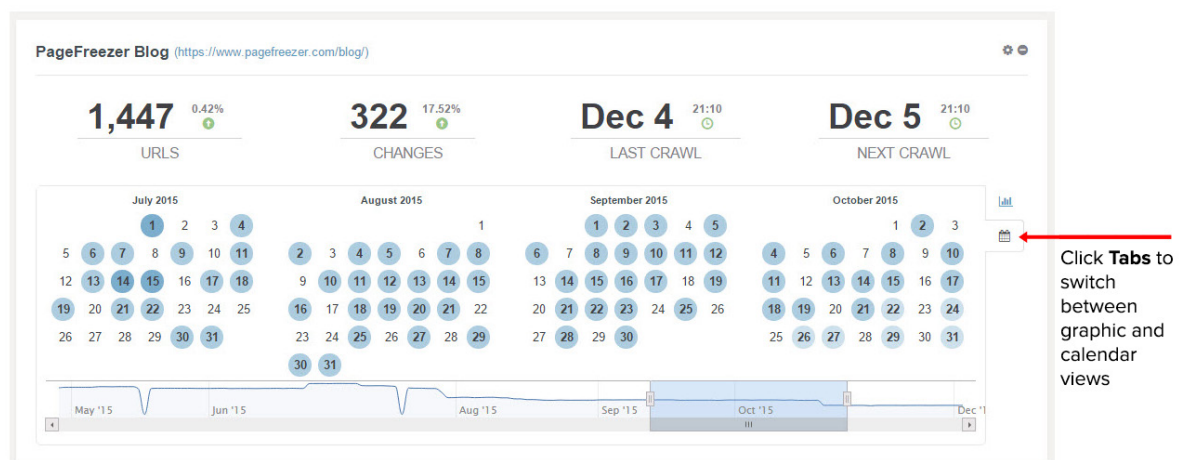 PageFreezer Blog (https://www.pagefreezer.com/blog/)
1,447 0.42%
URLS
322 17.52%
CHANGES
Dec 4 21:10
LAST CRAWL
Dec 5 21:10
NEXT CRAWL
July 2015
1 2 3 4
5 6 7 8 9 10 11
12 13 14 15 16 17 18
19 20 21 22 23 24 25
26 27 28 29 30 31
August 2015
1
2 3 4 5 6 7 8
9 10 11 12 13 14 15
16 17 18 19 20 21 22
23 24 25 26 27 28 29
30 31
September 2015
1 2 3 4 5
6 7 8 9 10 11 12
13 14 15 16 17 18 19
20 21 22 23 24 25 26
27 28 29 30
October 2015
1 2 3
4 5 6 7 8 9 10
11 12 13 14 15 16 17
18 19 20 21 22 23 24
25 26 27 28 29 30 31
May '15 Jun '15 Aug '15 Sep '15 Oct '15 Dec '1
Click Tabs to
switch
between
graphic and
calendar
views